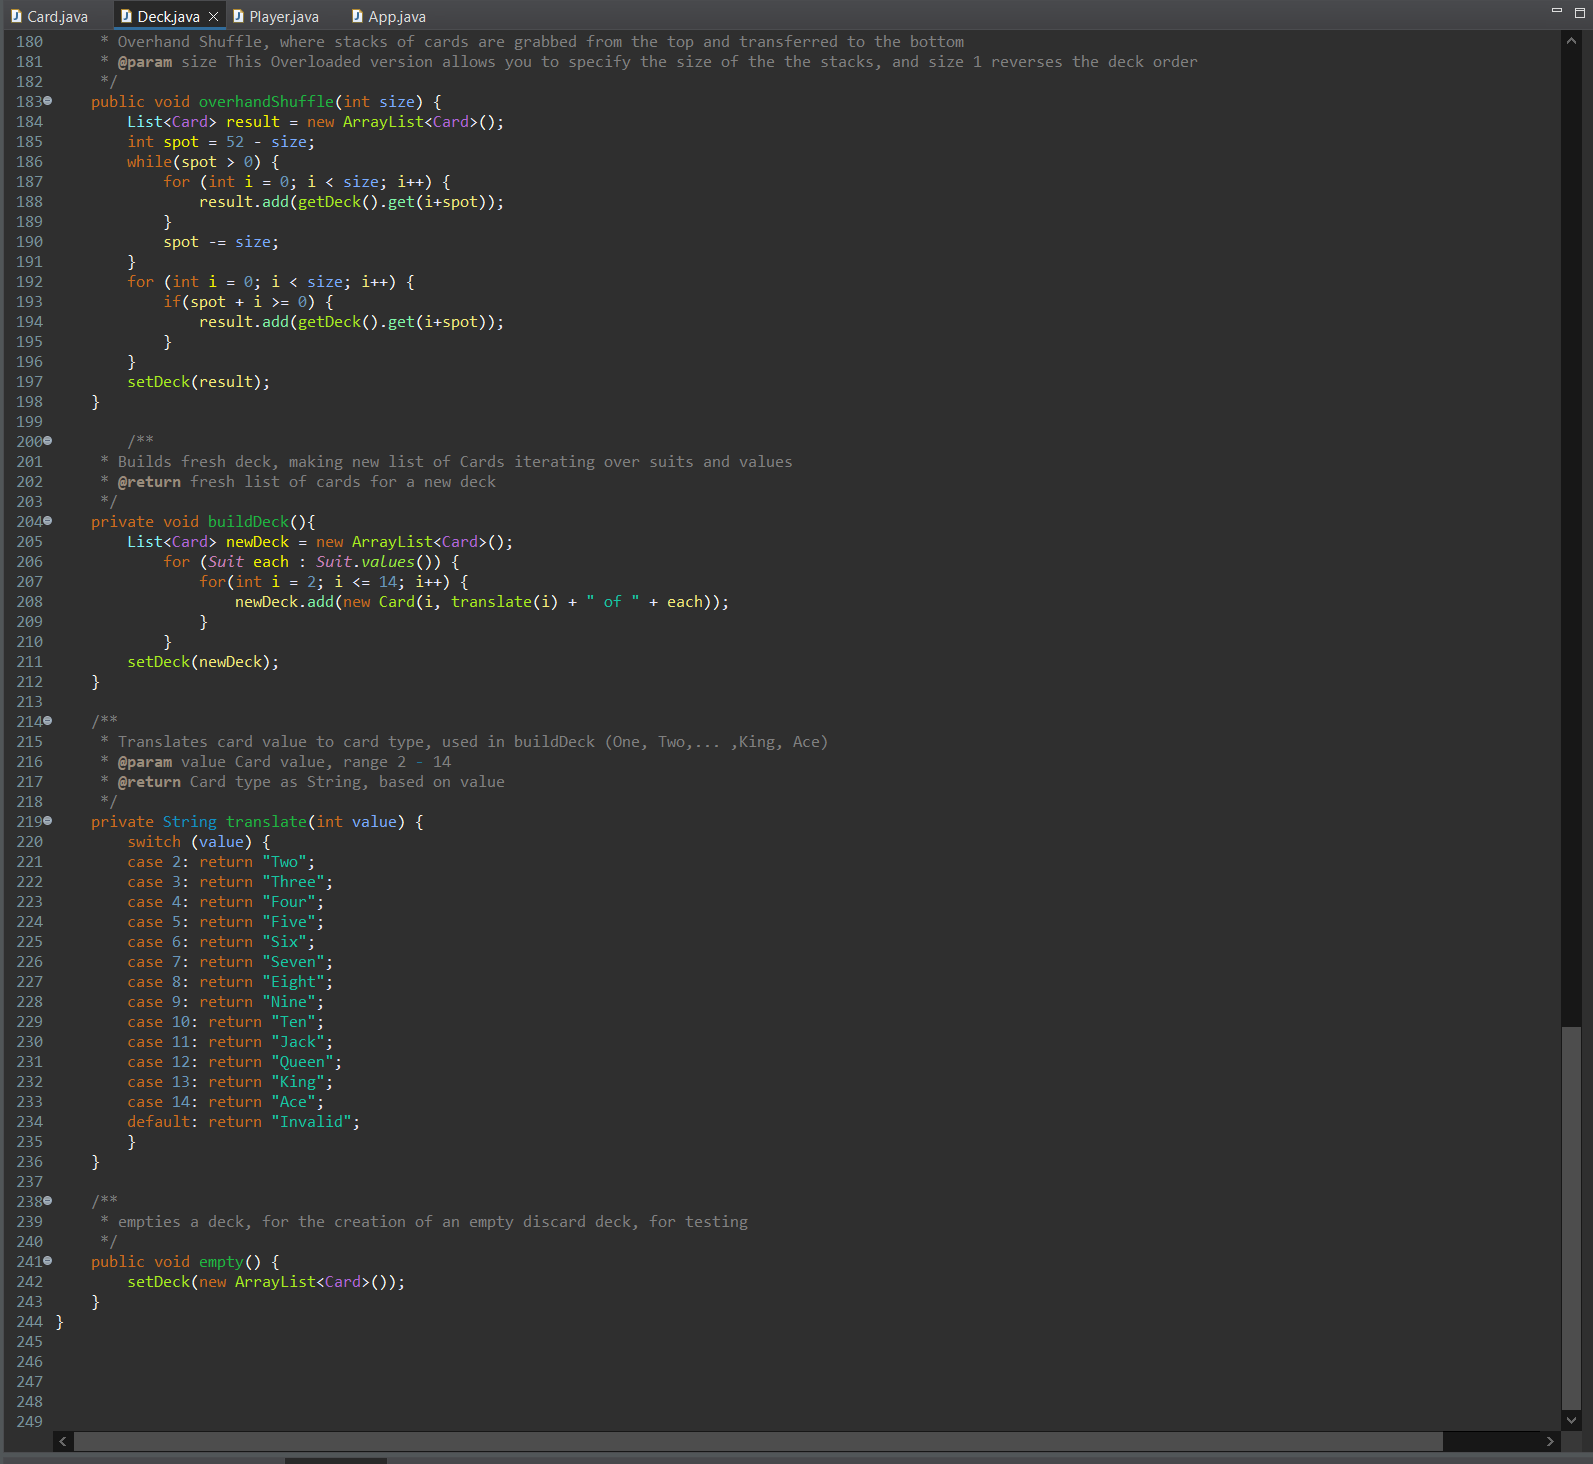 Card.java Deck.java Player.java App.java
180 * Overhand Shuffle, where stacks of cards are grabbed from the top and transferred to the bottom
181 * @param size This Overloaded version allows you to specify the size of the the stacks, and size 1 reverses the deck order
182 */
183 public void overhandShuffle(int size) {
184 List<Card> result = new ArrayList<Card>();
185 int spot = 52 - size;
186 while(spot > 0) {
187 for (int i = 0; i < size; i++) {
188 result.add(getDeck().get(i+spot));
189 }
190 spot -= size;
191 }
192 for (int i = 0; i < size; i++) {
193 if(spot + i >= 0) {
194 result.add(getDeck().get(i+spot));
195 }
196 }
197 setDeck(result);
198 }
199
200 /**
201 * Builds fresh deck, making new list of Cards iterating over suits and values
202 * @return fresh list of cards for a new deck
203 */
204 private void buildDeck(){
205 List<Card> newDeck = new ArrayList<Card>();
206 for (Suit each : Suit.values()) {
207 for(int i = 2; i <= 14; i++) {
208 newDeck.add(new Card(i, translate(i) + " of " + each));
209 }
210 }
211 setDeck(newDeck);
212 }
213
214 /**
215 * Translates card value to card type, used in buildDeck (One, Two,... ,King, Ace)
216 * @param value Card value, range 2 - 14
217 * @return Card type as String, based on value
218 */
219 private String translate(int value) {
220 switch (value) {
221 case 2: return "Two";
222 case 3: return "Three";
223 case 4: return "Four";
224 case 5: return "Five";
225 case 6: return "Six";
226 case 7: return "Seven";
227 case 8: return "Eight";
228 case 9: return "Nine";
229 case 10: return "Ten";
230 case 11: return "Jack";
231 case 12: return "Queen";
232 case 13: return "King";
233 case 14: return "Ace";
234 default: return "Invalid";
235 }
236 }
237
238 /**
239 * empties a deck, for the creation of an empty discard deck, for testing
240 */
241 public void empty() {
242 setDeck(new ArrayList<Card>());
243 }
244 }
245
246
247
248
249